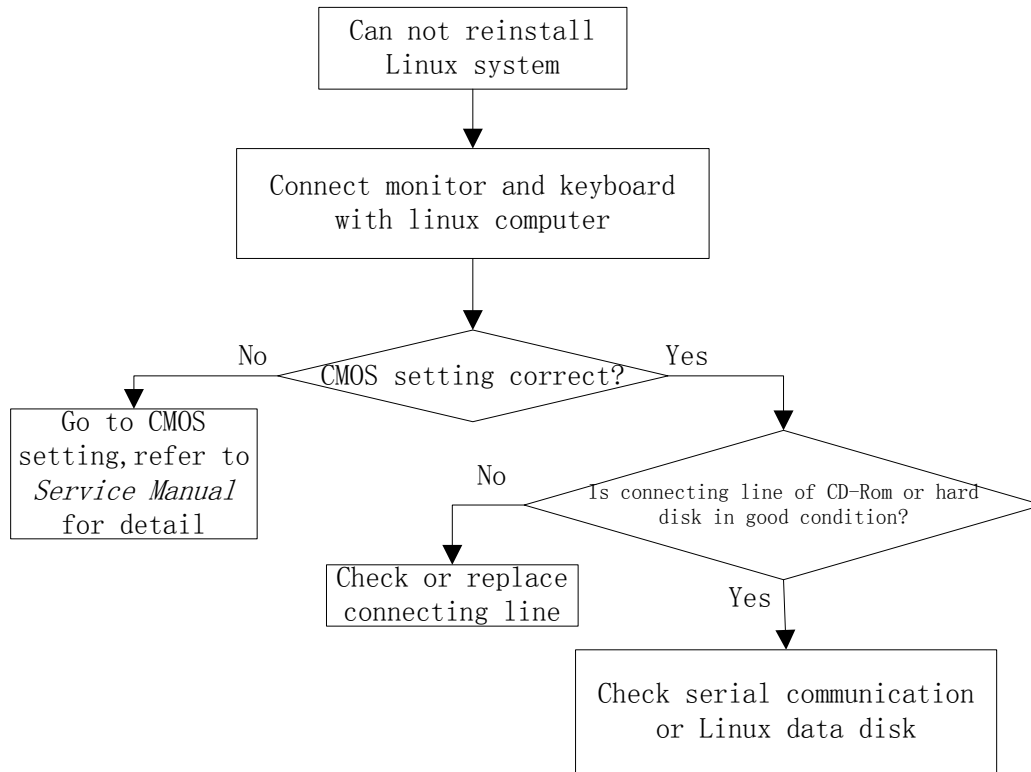 Can not reinstall
Linux system
Connect monitor and keyboard
with linux computer
No
Yes
CMOS setting correct?
Go to CMOS
setting,refer to
Service Manual
for detail
No
Is connecting line of CD-Rom or hard
disk in good condition?
Check or replace
connecting line
Yes
Check serial communication
or Linux data disk